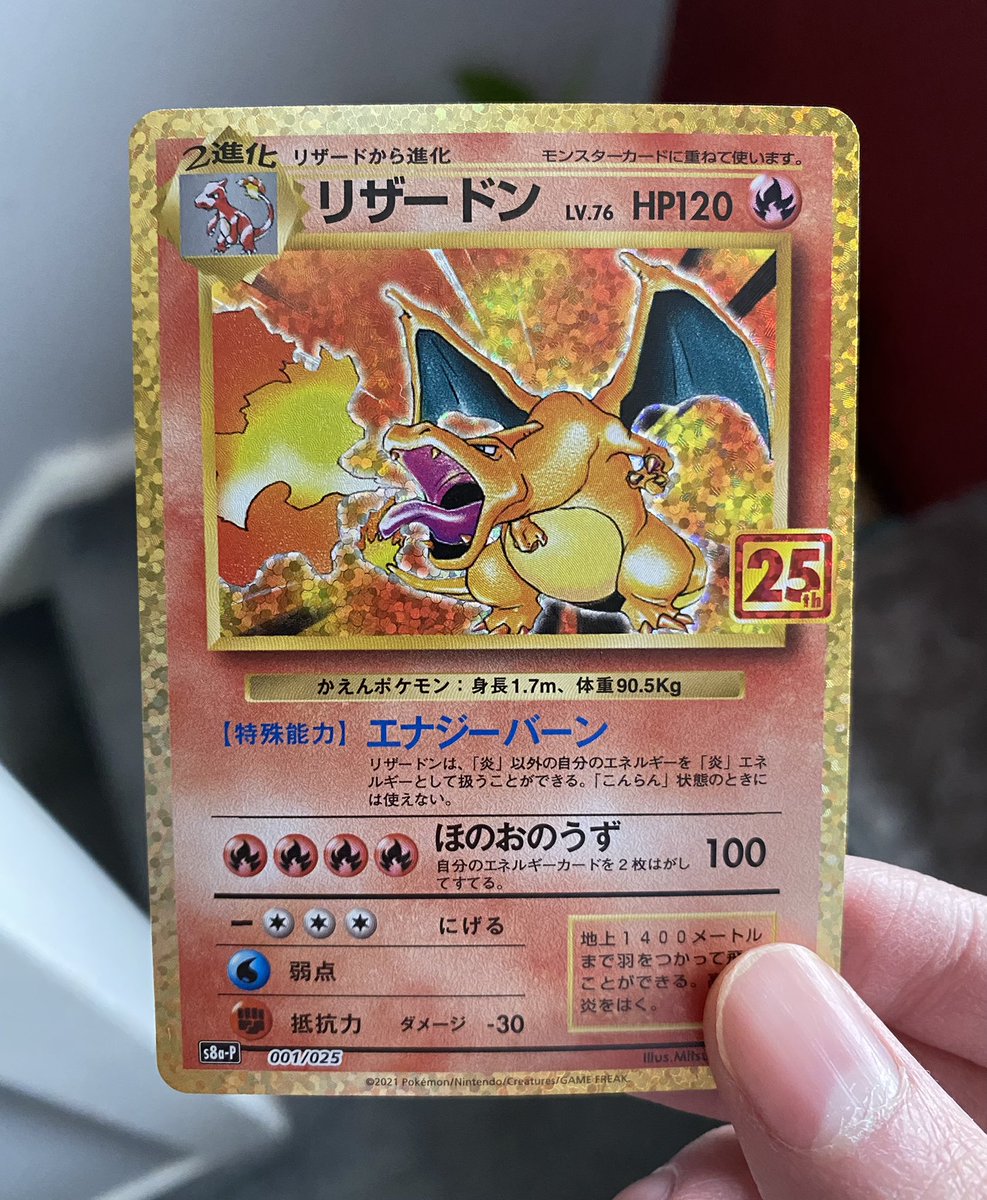 2進化 リザードから進化 モンスターカードに重ねて使います。
リザードン LV.76 HP120
25th
かえんポケモン：身長1.7m、体重90.5Kg
【特殊能力】エナジーバーン
リザードンは、「炎」以外の自分のエネルギーを「炎」エネ
ルギーとして扱うことができる。「こんらん」状態のときに
は使えない。
ほのおのうず 100
自分のエネルギーカードを2枚はがし
てすてる。
ー にげる
弱点
抵抗力 ダメージ -30
地上1400メートル
まで羽をつかって
ことができる。
炎をはく。
s8a-P 001/025
Illus.
©2021 Pokémon/Nintendo/Creatures/GAME FREAK.